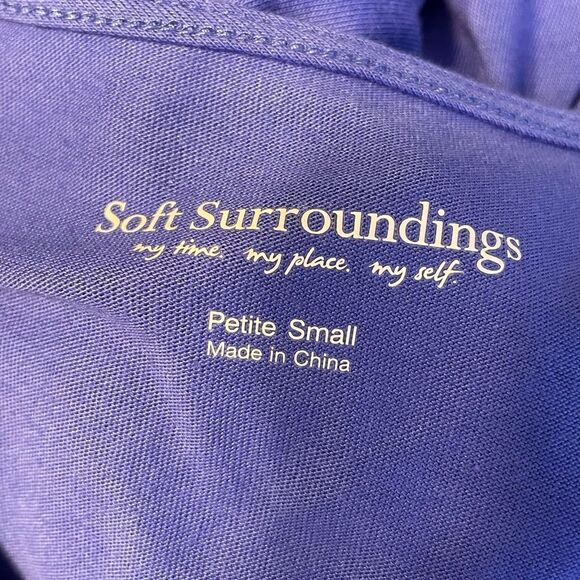 Soft Surroundings
my time. my place. my self.
Petite Small
Made in China